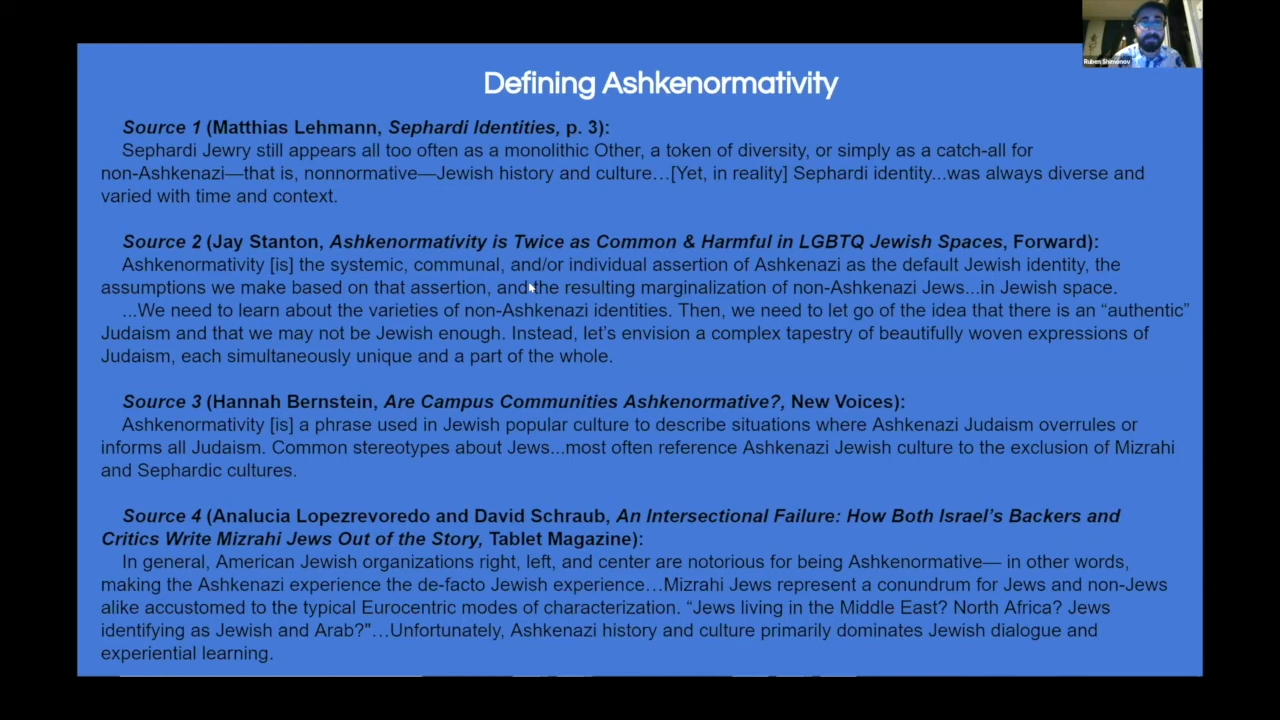 Ruben Shimonov
Defining Ashkenormativity
Source 1 (Matthias Lehmann, Sephardi Identities, p. 3):
Sephardi Jewry still appears all too often as a monolithic Other, a token of diversity, or simply as a catch-all for
non-Ashkenazi—that is, nonnormative—Jewish history and culture…[Yet, in reality] Sephardi identity...was always diverse and
varied with time and context.
Source 2 (Jay Stanton, Ashkenormativity is Twice as Common & Harmful in LGBTQ Jewish Spaces, Forward):
Ashkenormativity [is] the systemic, communal, and/or individual assertion of Ashkenazi as the default Jewish identity, the
assumptions we make based on that assertion, and the resulting marginalization of non-Ashkenazi Jews...in Jewish space.
...We need to learn about the varieties of non-Ashkenazi identities. Then, we need to let go of the idea that there is an “authentic”
Judaism and that we may not be Jewish enough. Instead, let’s envision a complex tapestry of beautifully woven expressions of
Judaism, each simultaneously unique and a part of the whole.
Source 3 (Hannah Bernstein, Are Campus Communities Ashkenormative?, New Voices):
Ashkenormativity [is] a phrase used in Jewish popular culture to describe situations where Ashkenazi Judaism overrules or
informs all Judaism. Common stereotypes about Jews...most often reference Ashkenazi Jewish culture to the exclusion of Mizrahi
and Sephardic cultures.
Source 4 (Analucia Lopezrevoredo and David Schraub, An Intersectional Failure: How Both Israel’s Backers and
Critics Write Mizrahi Jews Out of the Story, Tablet Magazine):
In general, American Jewish organizations right, left, and center are notorious for being Ashkenormative— in other words,
making the Ashkenazi experience the de-facto Jewish experience…Mizrahi Jews represent a conundrum for Jews and non-Jews
alike accustomed to the typical Eurocentric modes of characterization. “Jews living in the Middle East? North Africa? Jews
identifying as Jewish and Arab?"…Unfortunately, Ashkenazi history and culture primarily dominates Jewish dialogue and
experiential learning.